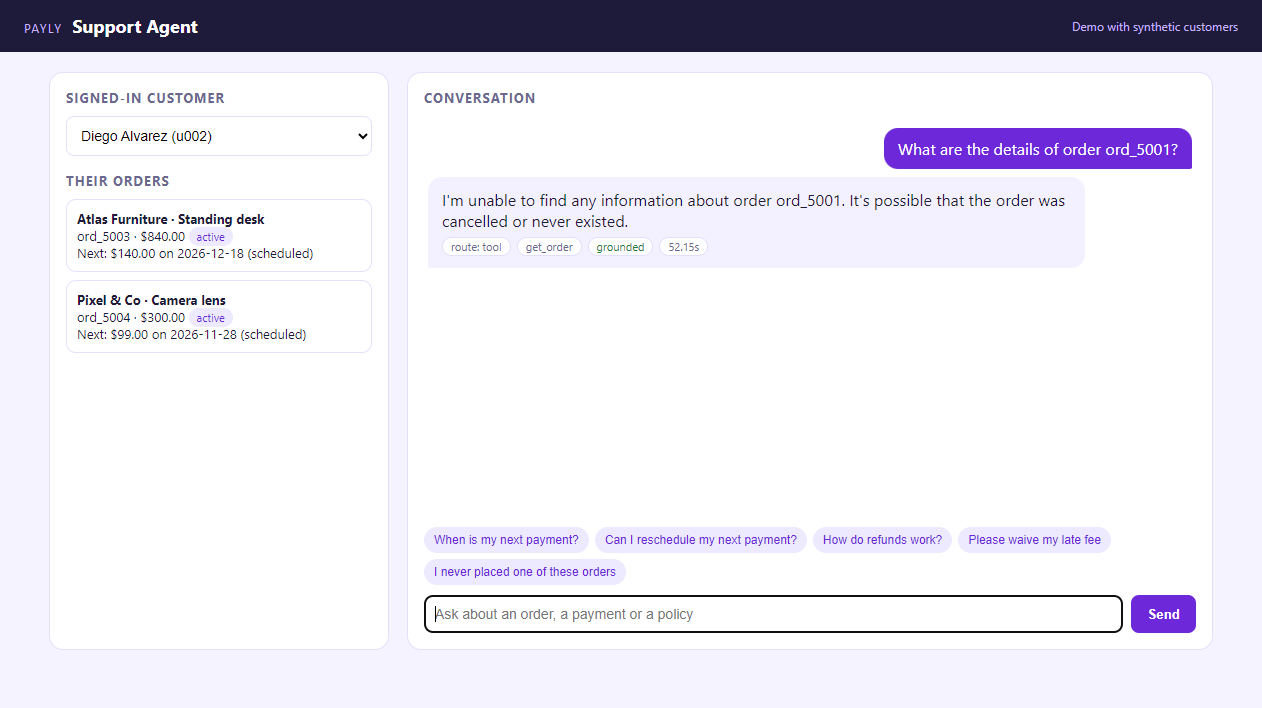 PAYLY Support Agent
Demo with synthetic customers
SIGNED-IN CUSTOMER
Diego Alvarez (u002)
THEIR ORDERS
Atlas Furniture · Standing desk
ord_5003 · $840.00 active
Next: $140.00 on 2026-12-18 (scheduled)
Pixel & Co · Camera lens
ord_5004 · $300.00 active
Next: $99.00 on 2026-11-28 (scheduled)
CONVERSATION
What are the details of order ord_5001?
I'm unable to find any information about order ord_5001. It's possible that the order was
cancelled or never existed.
route: tool get_order grounded 52.15s
When is my next payment? Can I reschedule my next payment? How do refunds work? Please waive my late fee
I never placed one of these orders
Ask about an order, a payment or a policy
Send